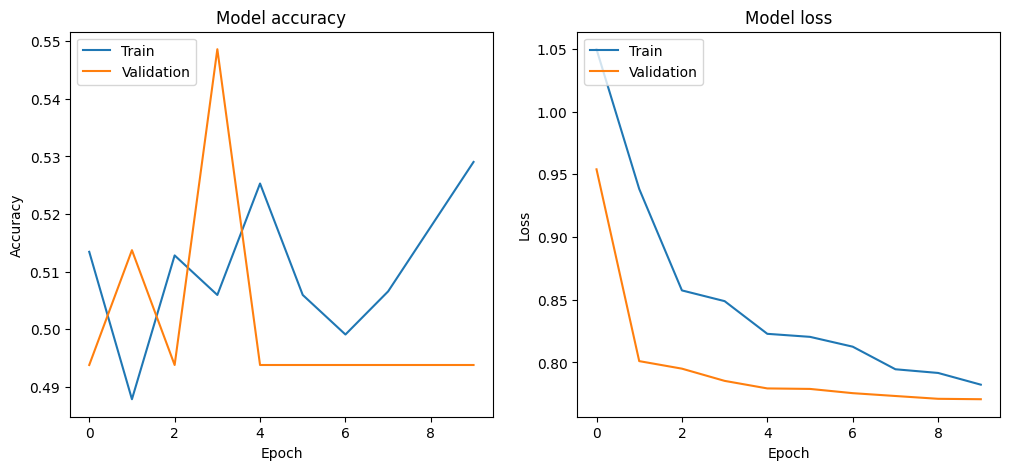 Model accuracy
Train
Validation
0.55
0.54
0.53
0.52
0.51
0.50
0.49
Accuracy
0
2
4
6
8
Epoch
Model loss
Train
Validation
1.05
1.00
0.95
0.90
0.85
0.80
Loss
0
2
4
6
8
Epoch